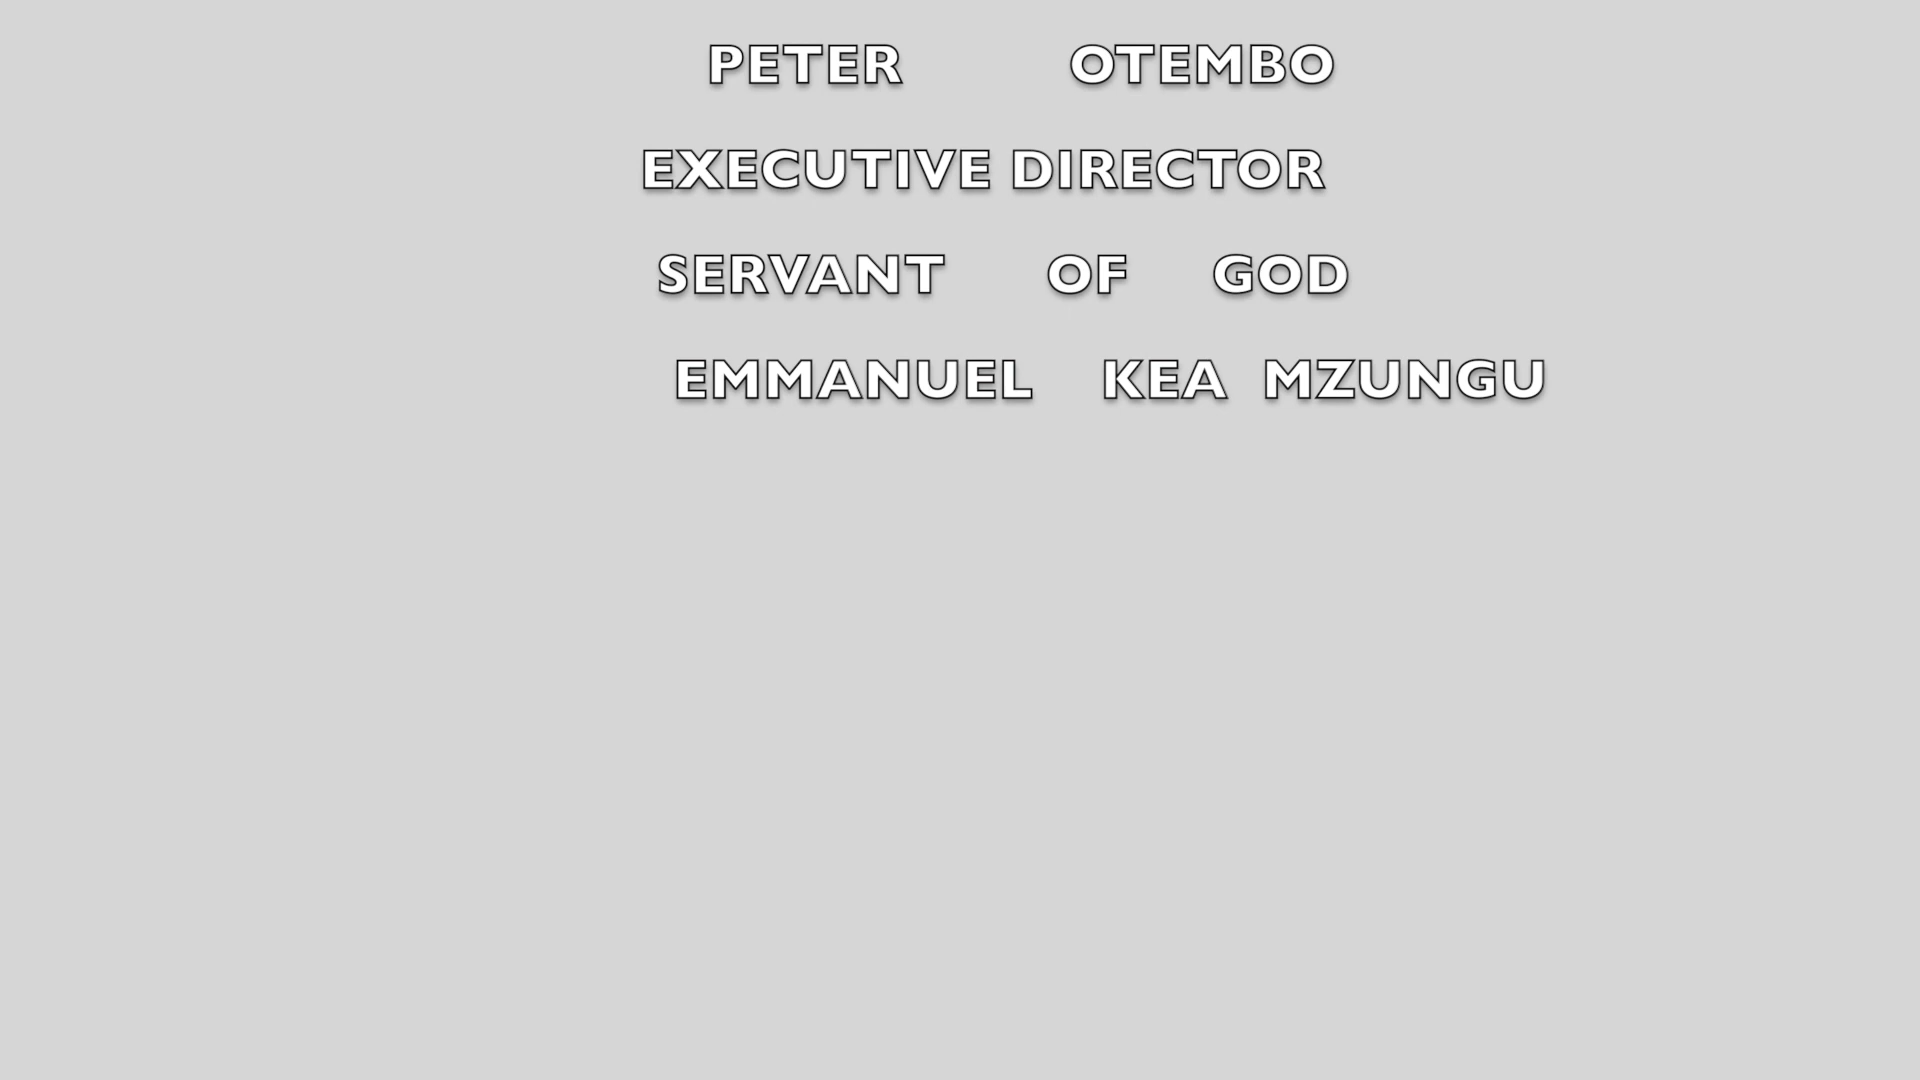 PETER OTEMBO
EXECUTIVE DIRECTOR
SERVANT OF GOD
EMMANUEL KEA MZUNGU